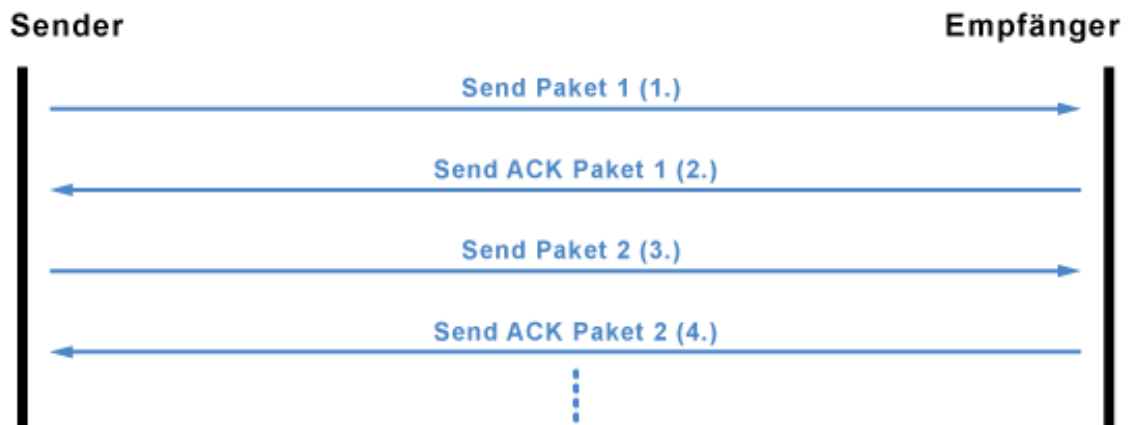 Sender
Empfänger
Send Paket 1 (1.)
Send ACK Paket 1 (2.)
Send Paket 2 (3.)
Send ACK Paket 2 (4.)